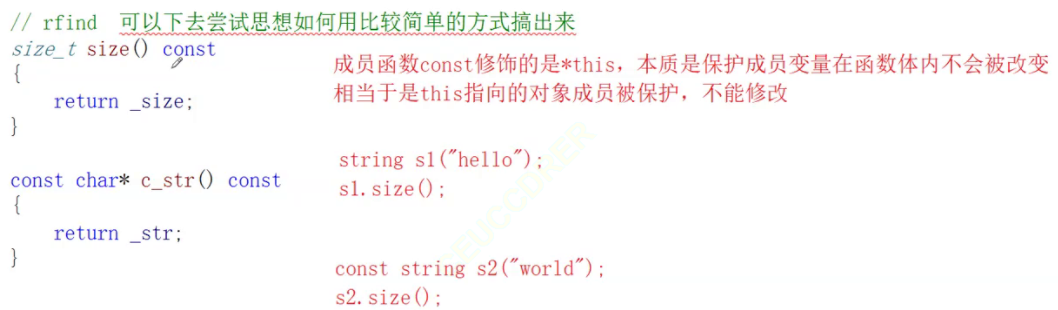 // rfind  可以下去尝试思想如何用比较简单的方式搞出来
size_t size() const
{
return _size;
}
const char* c_str() const
{
return _str;
}
成员函数const修饰的是*this，本质是保护成员变量在函数体内不会被改变
相当于是this指向的对象成员被保护，不能修改
string s1("hello");
s1.size();
const string s2("world");
s2.size();